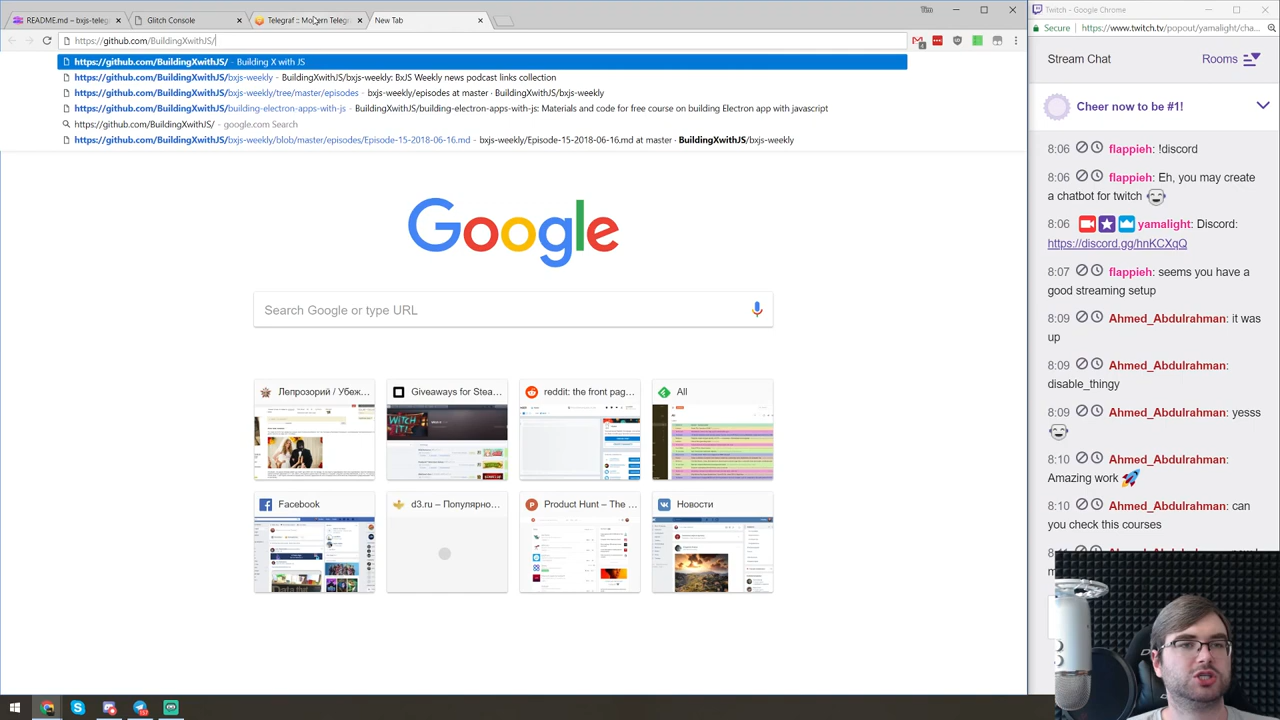 README.md – bxjs-teleg
Glitch Console
Telegraf :: Modern Telegr
New Tab
Tim
https://github.com/BuildingXwithJS/
https://github.com/BuildingXwithJS/ - Building X with JS
https://github.com/BuildingXwithJS/bxjs-weekly - BuildingXwithJS/bxjs-weekly: BxJS Weekly news podcast links collection
https://github.com/BuildingXwithJS/bxjs-weekly/tree/master/episodes - bxjs-weekly/episodes at master · BuildingXwithJS/bxjs-weekly
https://github.com/BuildingXwithJS/building-electron-apps-with-js - BuildingXwithJS/building-electron-apps-with-js: Materials and code for free course on building Electron app with javascript
https://github.com/BuildingXwithJS/ - google.com Search
https://github.com/BuildingXwithJS/bxjs-weekly/blob/master/episodes/Episode-15-2018-06-16.md - bxjs-weekly/Episode-15-2018-06-16.md at master · BuildingXwithJS/bxjs-weekly
Google
Search Google or type URL
Лепрозорий / Убеж...
Giveaways for Stea...
reddit: the front pag...
All
Facebook
d3.ru – Популярно...
Product Hunt – The ...
Новости
Twitch - Google Chrome
Secure
https://www.twitch.tv/popout/yamalight/cha...
Stream Chat
Rooms
Cheer now to be #1!
8:06 flappieh: !discord
8:06 flappieh: Eh, you may create
a chatbot for twitch
8:06 yamalight: Discord:
https://discord.gg/hnKCXqQ
8:07 flappieh: seems you have a
good streaming setup
8:09 Ahmed_Abdulrahman: it was
up
8:09 Ahmed_Abdulrahman:
disable_thingy
8:09 Ahmed_Abdulrahman: yesss
8:10 Ahmed_Abdulrahman:
Amazing work
8:10 Ahmed_Abdulrahman: can
you check this courses